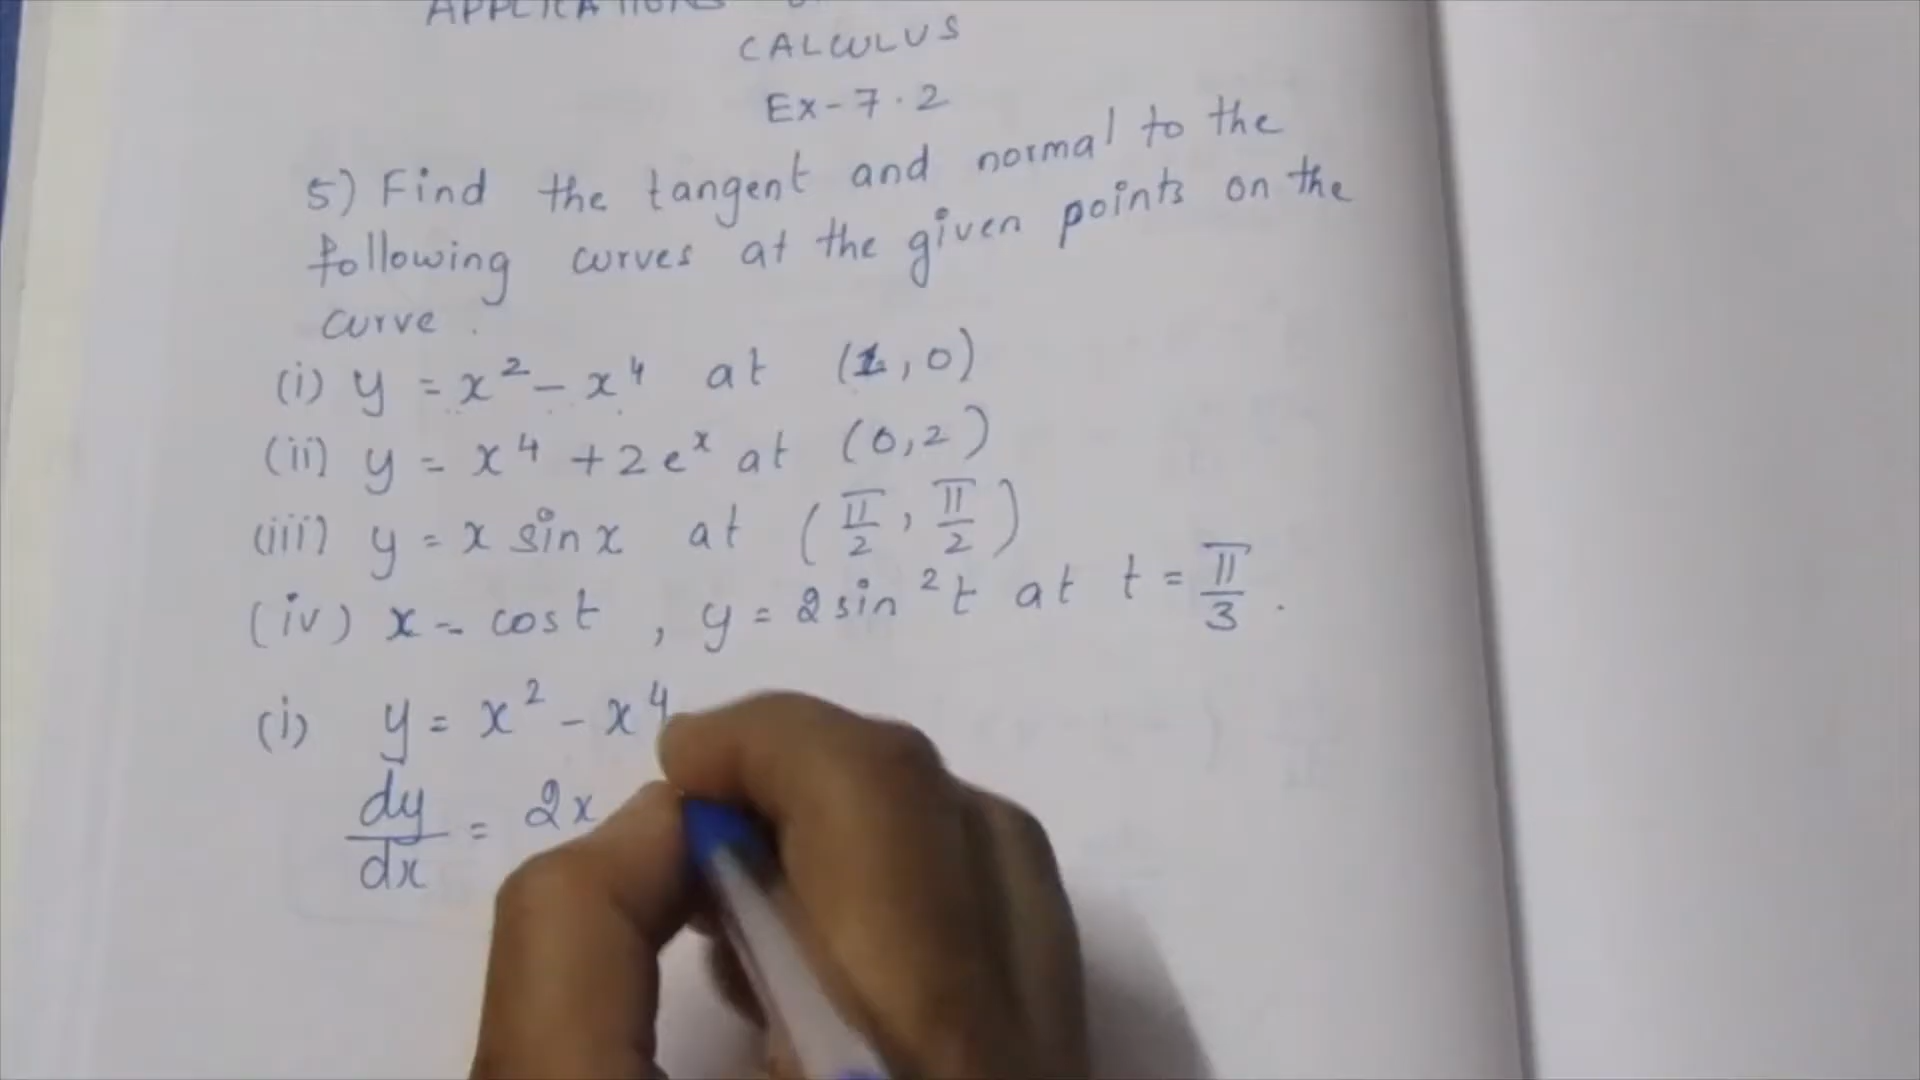 APPLICATIONS
CALCULUS
Ex-7.2
5) Find the tangent and normal to the
following curves at the given points on the
curve.
(i) y = x² - x⁴ at (1, 0)
(ii) y = x⁴ + 2eˣ at (0, 2)
(iii) y = x sin x at (π/2, π/2)
(iv) x = cos t, y = 2 sin² t at t = π/3.
(i) y = x² - x⁴
dy/dx = 2x